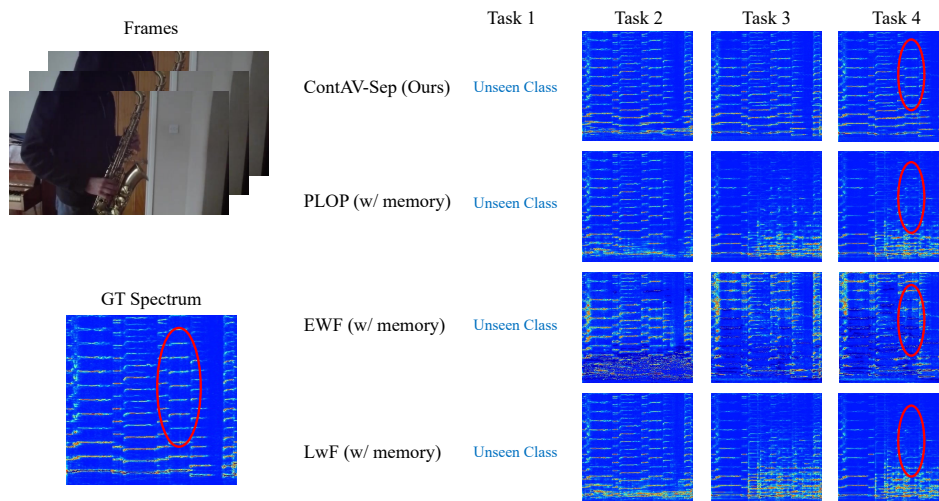 Frames
GT Spectrum
Task 1 Task 2 Task 3 Task 4
ContAV-Sep (Ours) Unseen Class
PLOP (w/ memory) Unseen Class
EWF (w/ memory) Unseen Class
LwF (w/ memory) Unseen Class